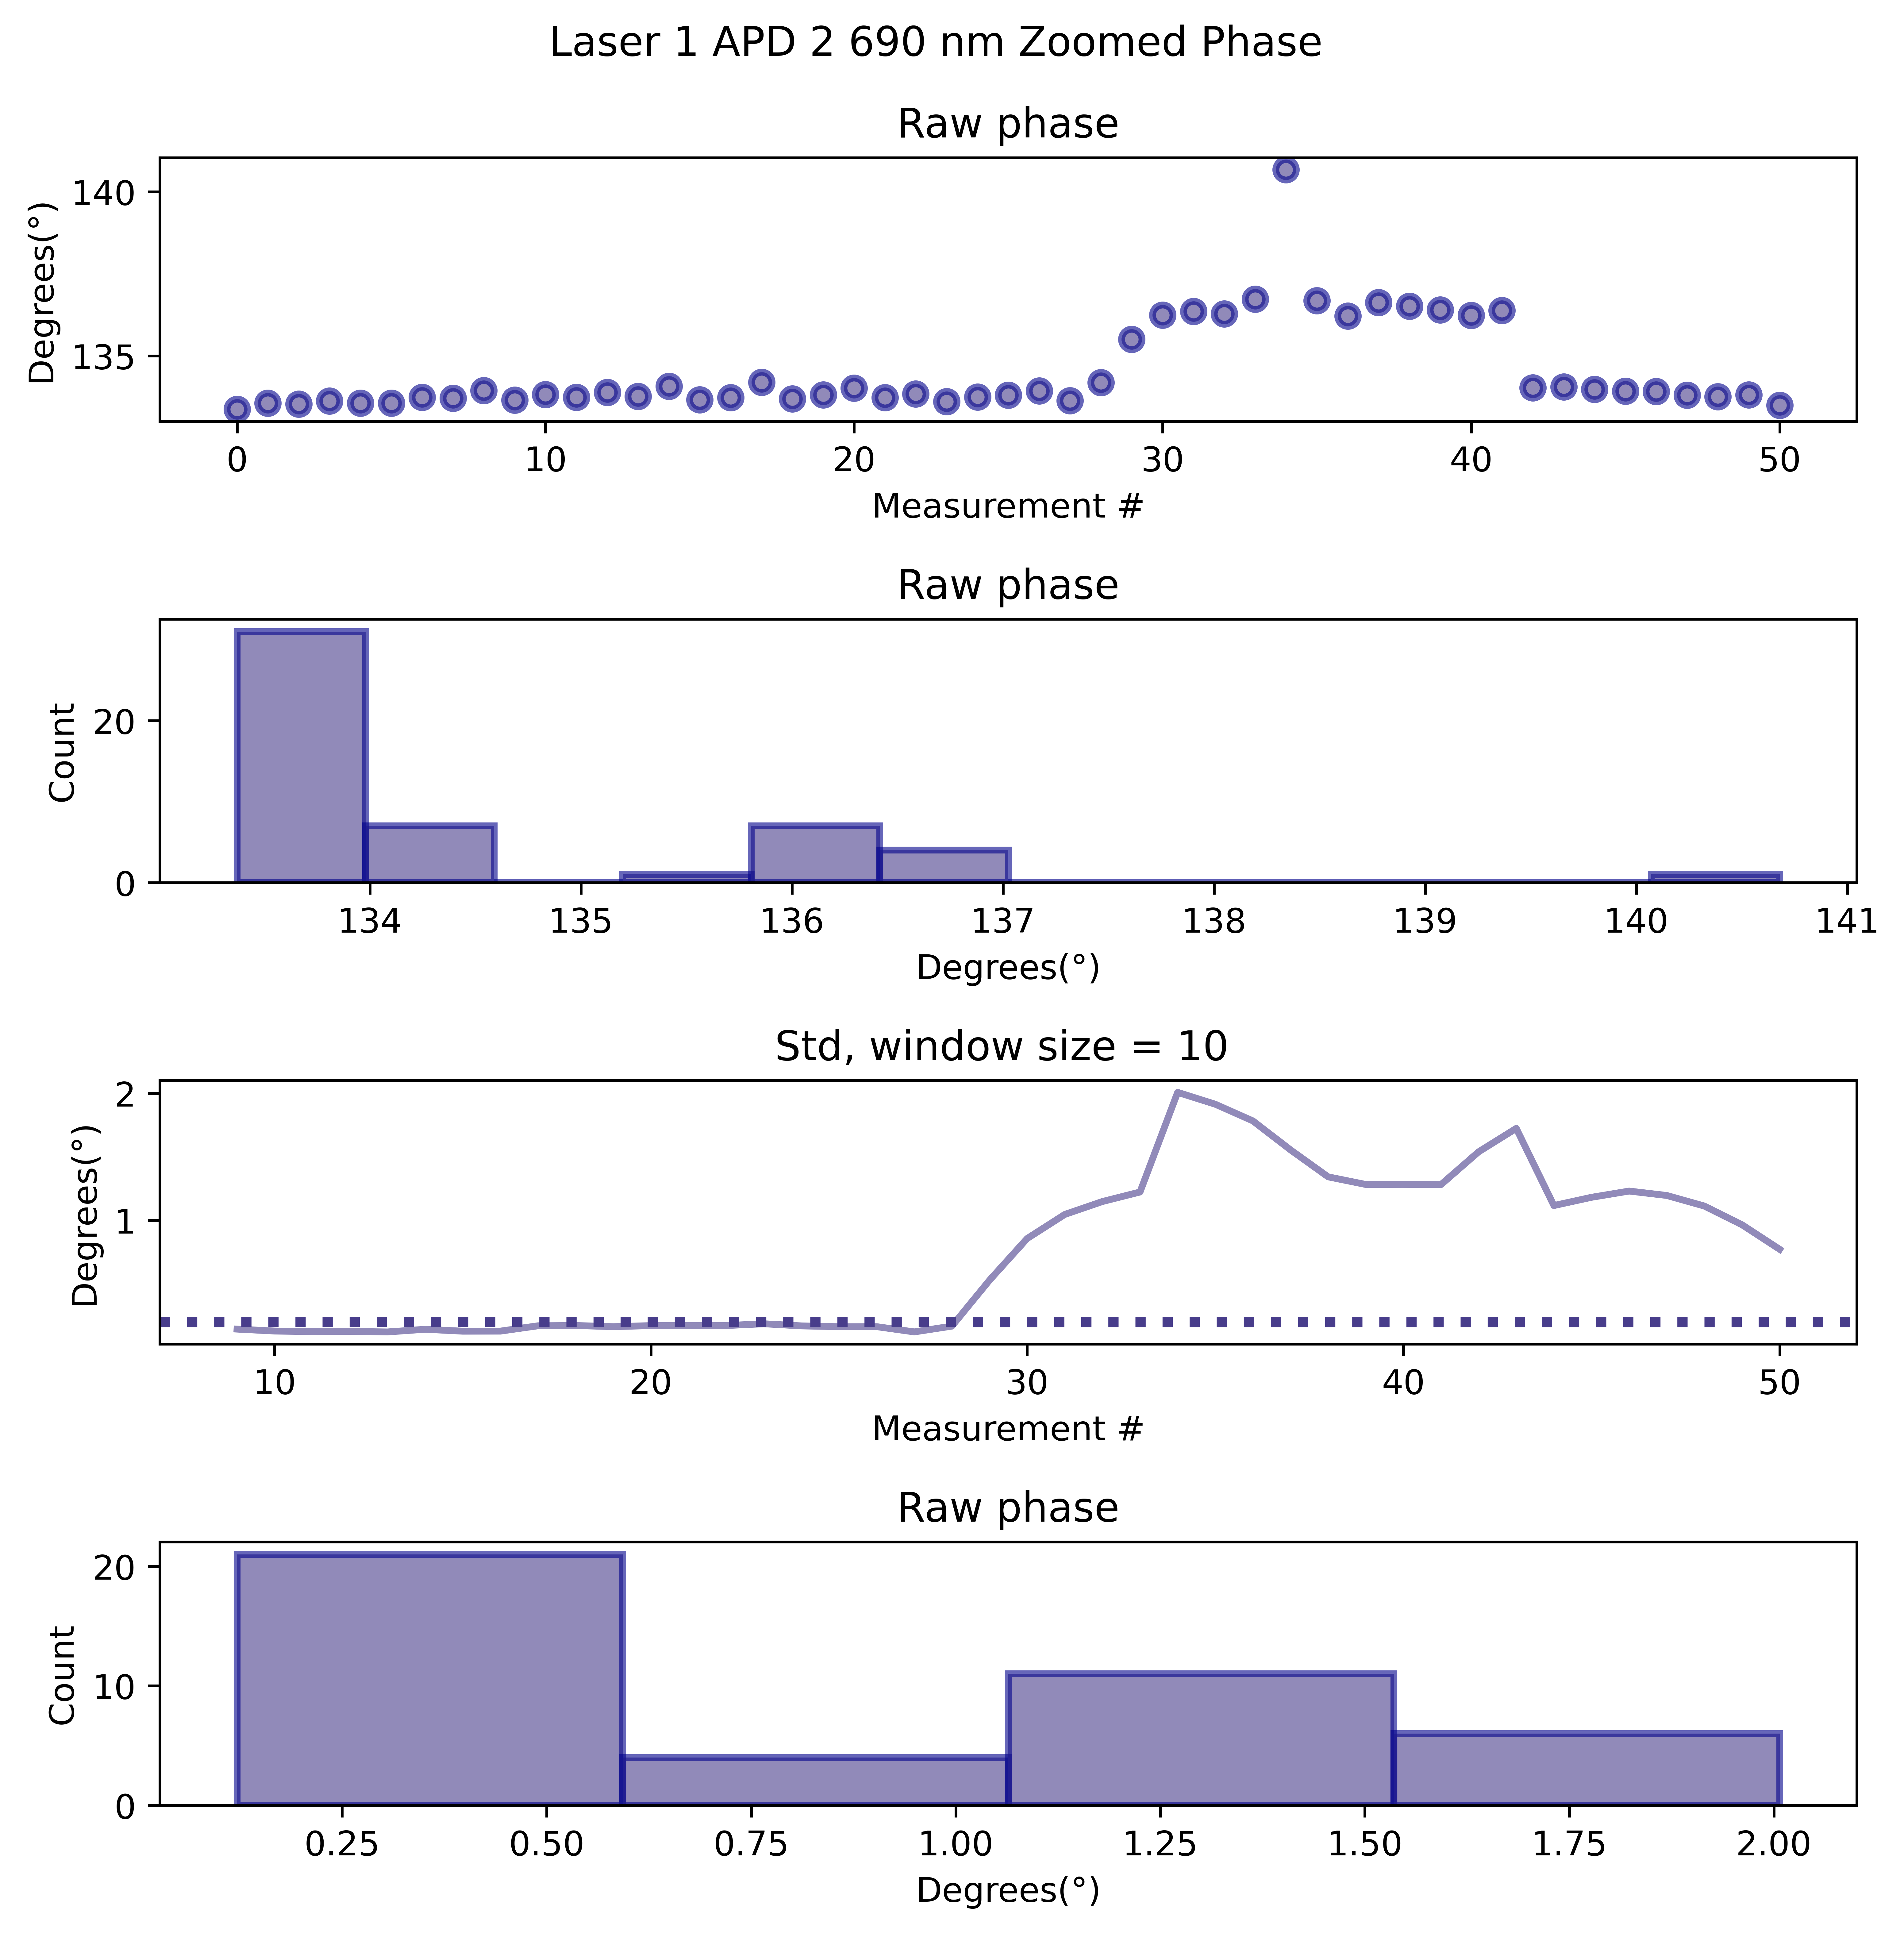 Laser 1 APD 2 690 nm Zoomed Phase
Raw phase
Degrees(°)
140
135
0 10 20 30 40 50
Measurement #
Raw phase
Count
20
0
134 135 136 137 138 139 140 141
Degrees(°)
Std, window size = 10
Degrees(°)
2
1
10 20 30 40 50
Measurement #
Raw phase
Count
20
10
0
0.25 0.50 0.75 1.00 1.25 1.50 1.75 2.00
Degrees(°)